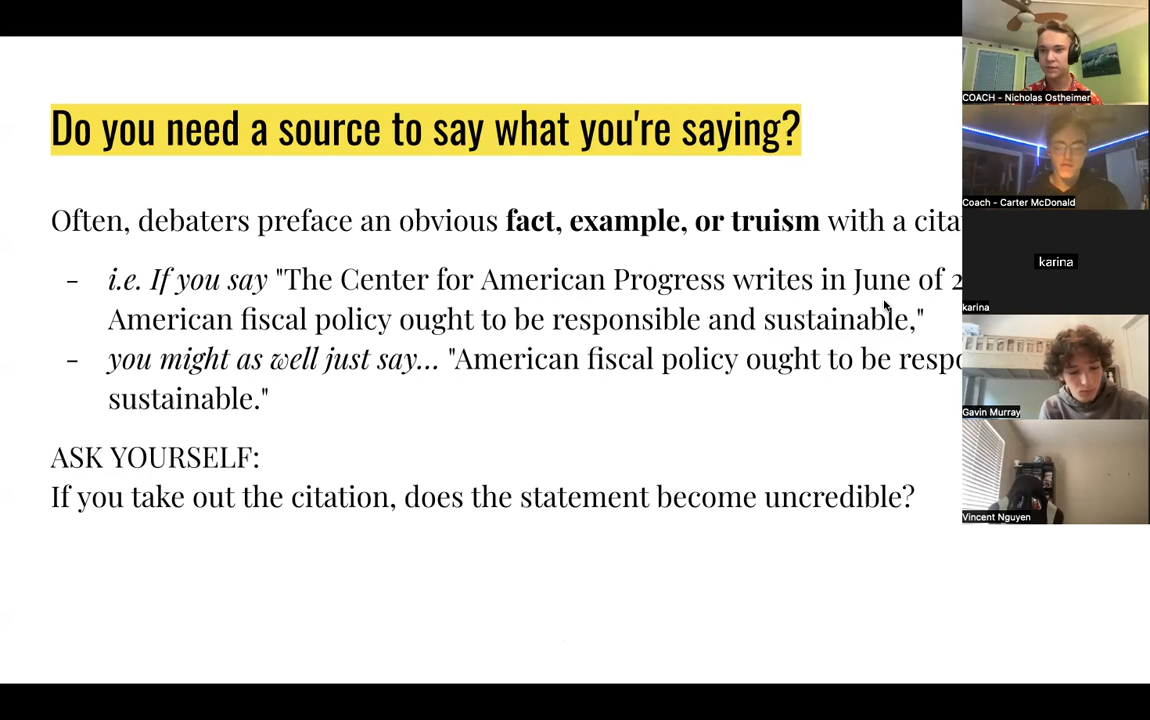 Do you need a source to say what you're saying?
Often, debaters preface an obvious fact, example, or truism with a
- i.e. If you say "The Center for American Progress writes in June of
American fiscal policy ought to be responsible and sustainable,"
- you might as well just say... "American fiscal policy ought to be
sustainable."
ASK YOURSELF:
If you take out the citation, does the statement become uncredible?
COACH - Nicholas Ostheimer
Coach - Carter McDonald
karina
karina
Gavin Murray
Vincent Nguyen